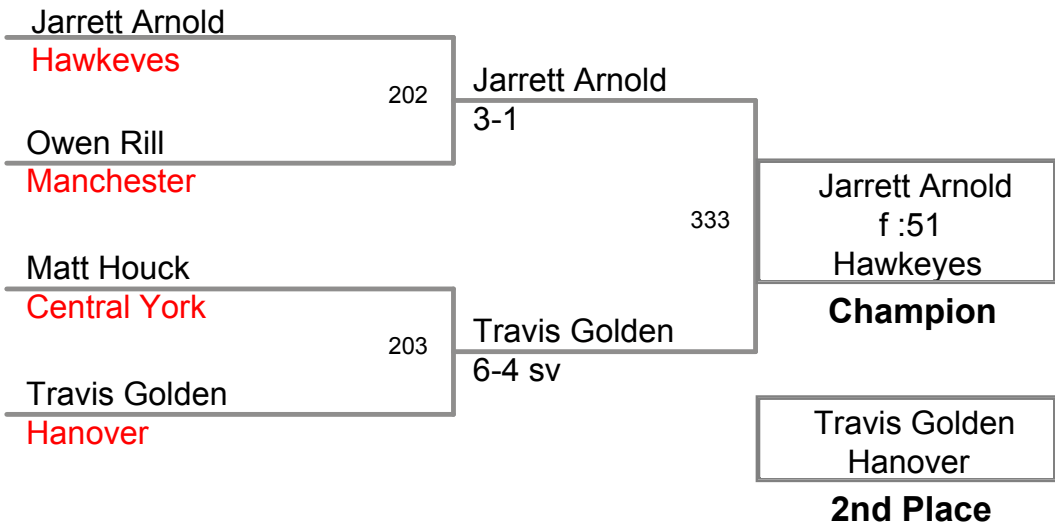 Jarrett Arnold
Hawkeves
202
Owen Rill
Manchester
Jarrett Arnold
3-1
Matt Houck
Central York
203
Travis Golden
Hanover
Travis Golden
6-4 sv
333
Jarrett Arnold
f :51
Hawkeyes
Champion
Travis Golden
Hanover
2nd Place